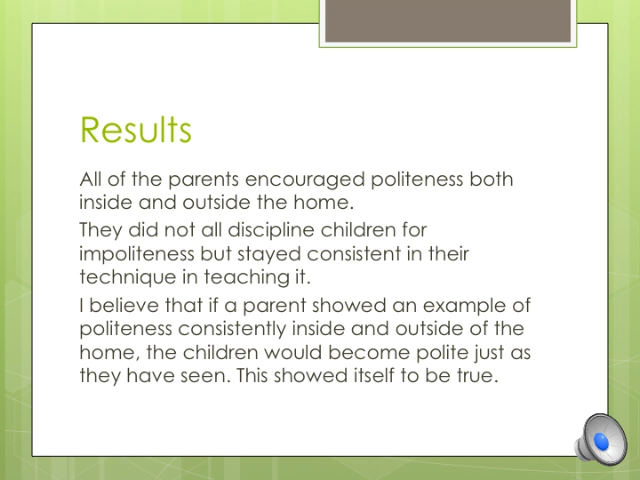 Results
All of the parents encouraged politeness both
inside and outside the home.
They did not all discipline children for
impoliteness but stayed consistent in their
technique in teaching it.
I believe that if a parent showed an example of
politeness consistently inside and outside of the
home, the children would become polite just as
they have seen. This showed itself to be true.